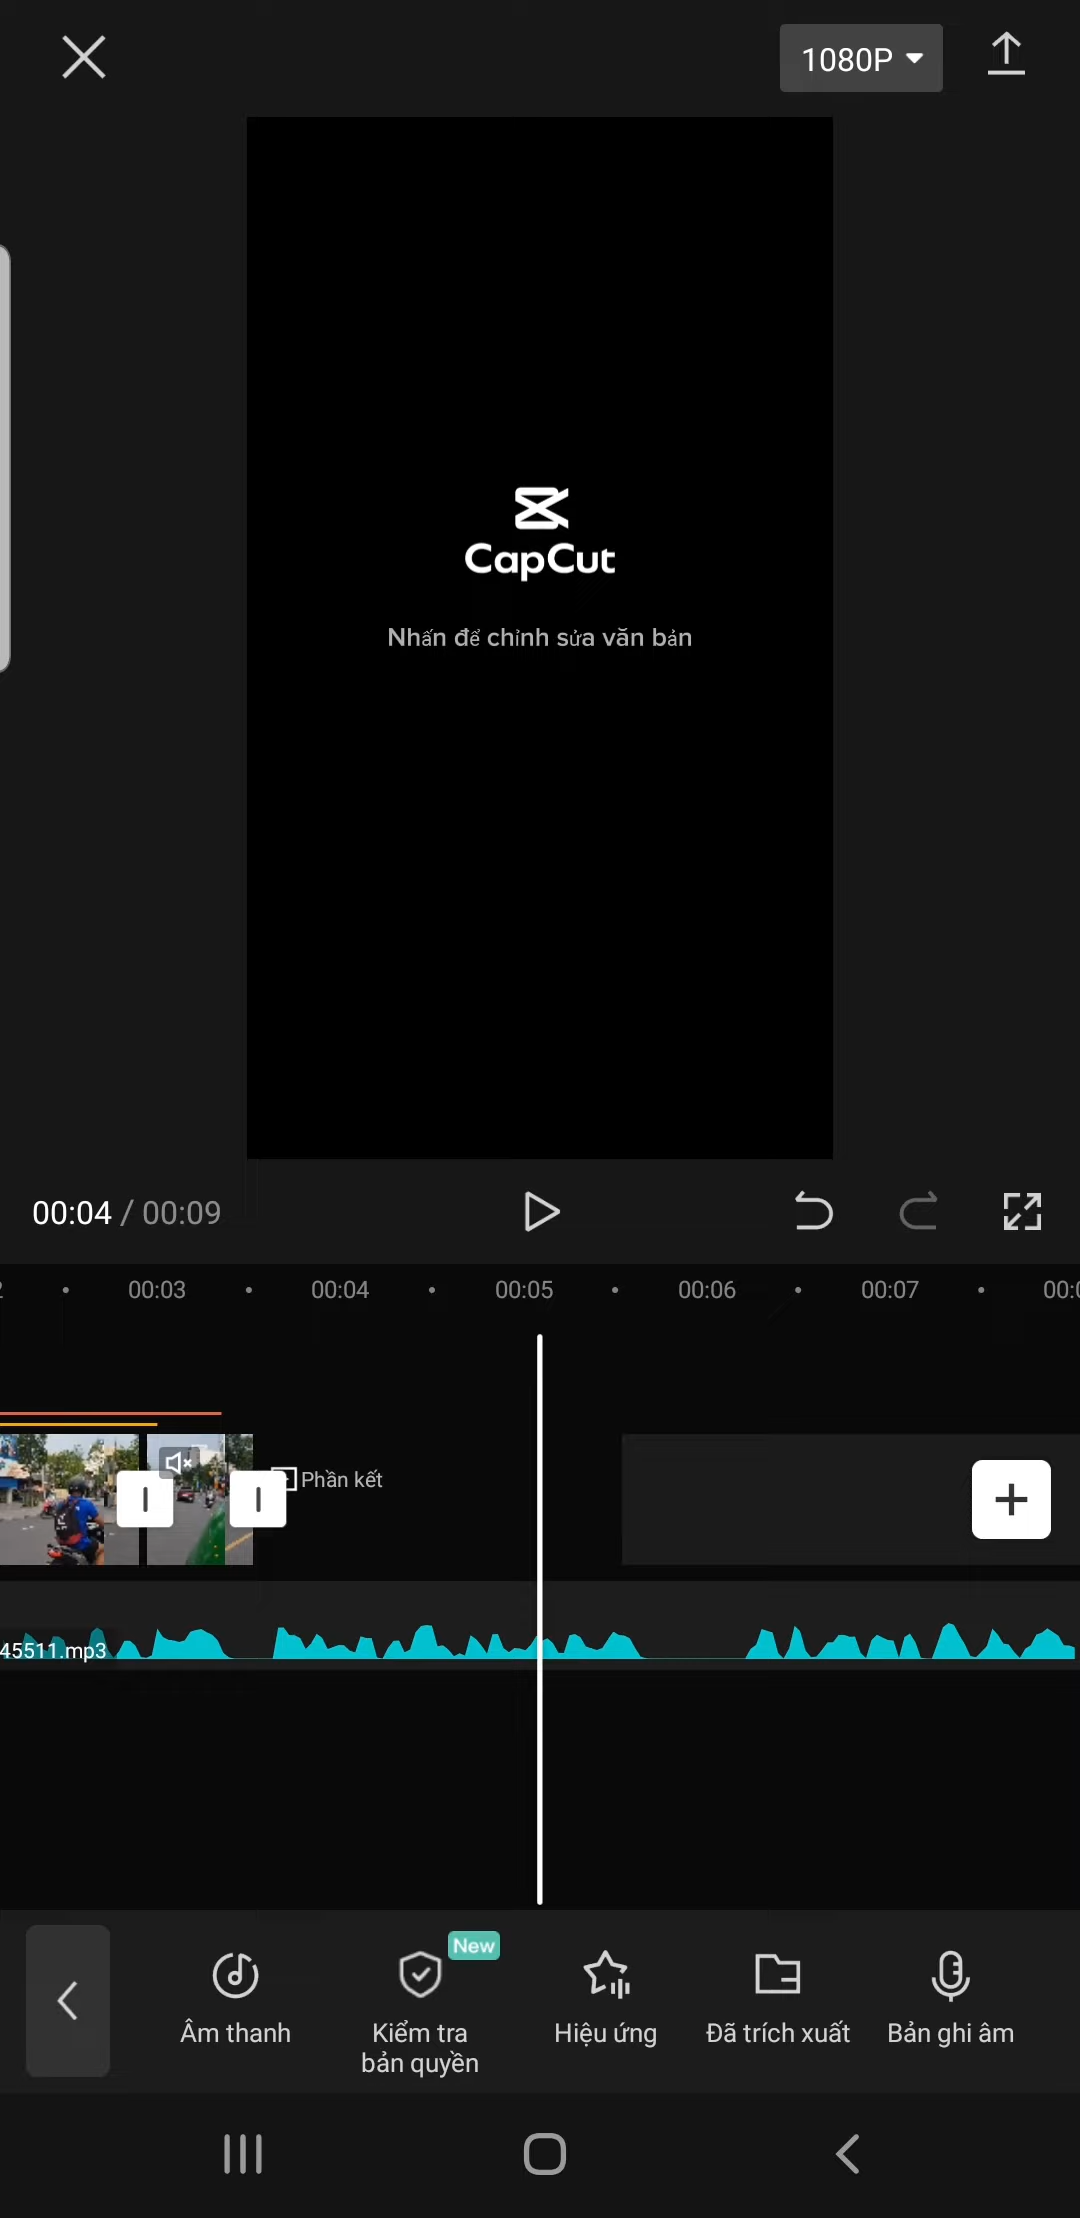 1080P
CapCut
Nhấn để chỉnh sửa văn bản
00:04 / 00:09
00:03 00:04 00:05 00:06 00:07
Phần kết
45511.mp3
New
Âm thanh Kiểm tra bản quyền Hiệu ứng Đã trích xuất Bản ghi âm